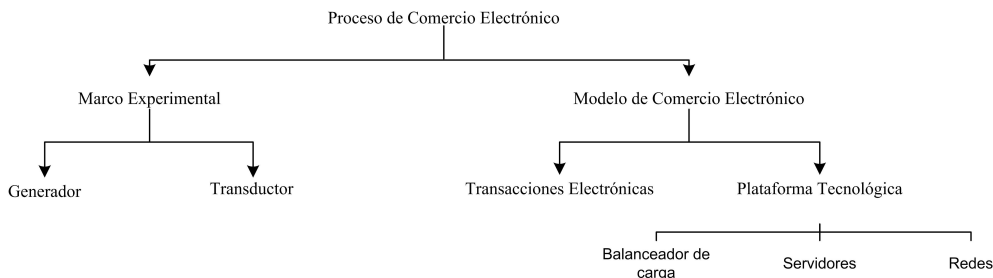 Proceso de Comercio Electrónico
Marco Experimental
Modelo de Comercio Electrónico
Generador
Transductor
Transacciones Electrónicas
Plataforma Tecnológica
Balanceador de
carga
Servidores
Redes